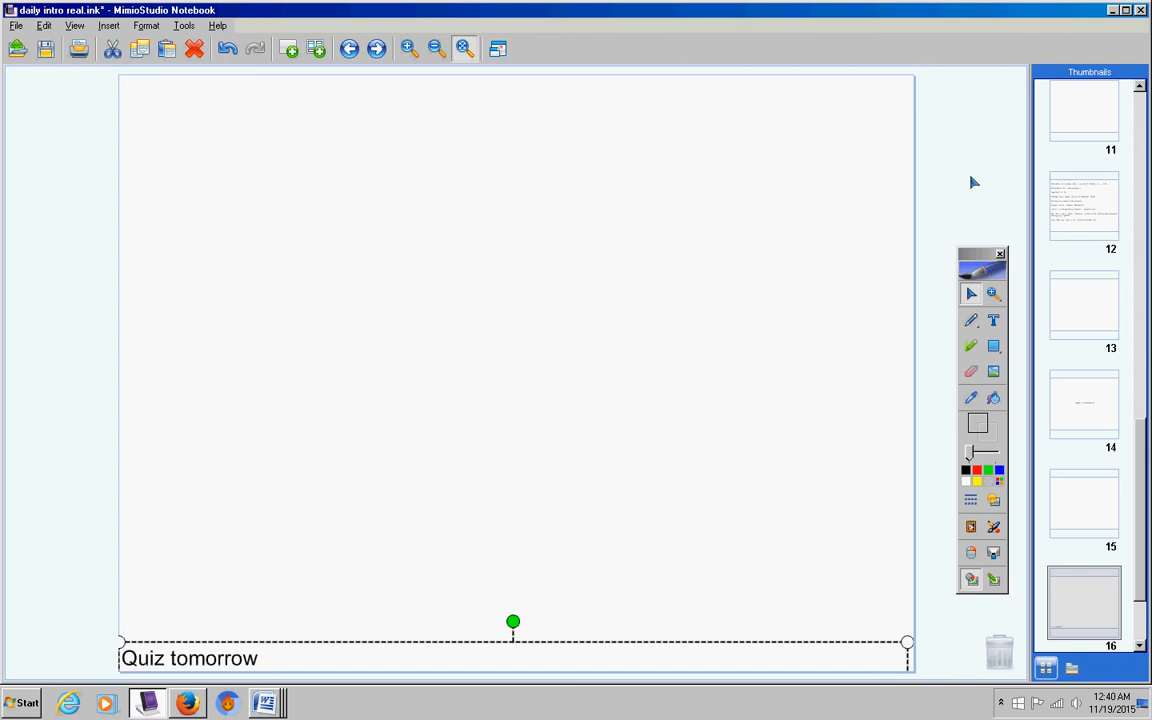 daily intro real.ink* - MimioStudio Notebook
File Edit View Insert Format Tools Help
Thumbnails
11
12
13
14
15
16
Quiz tomorrow
Start
12:40 AM
11/19/2015